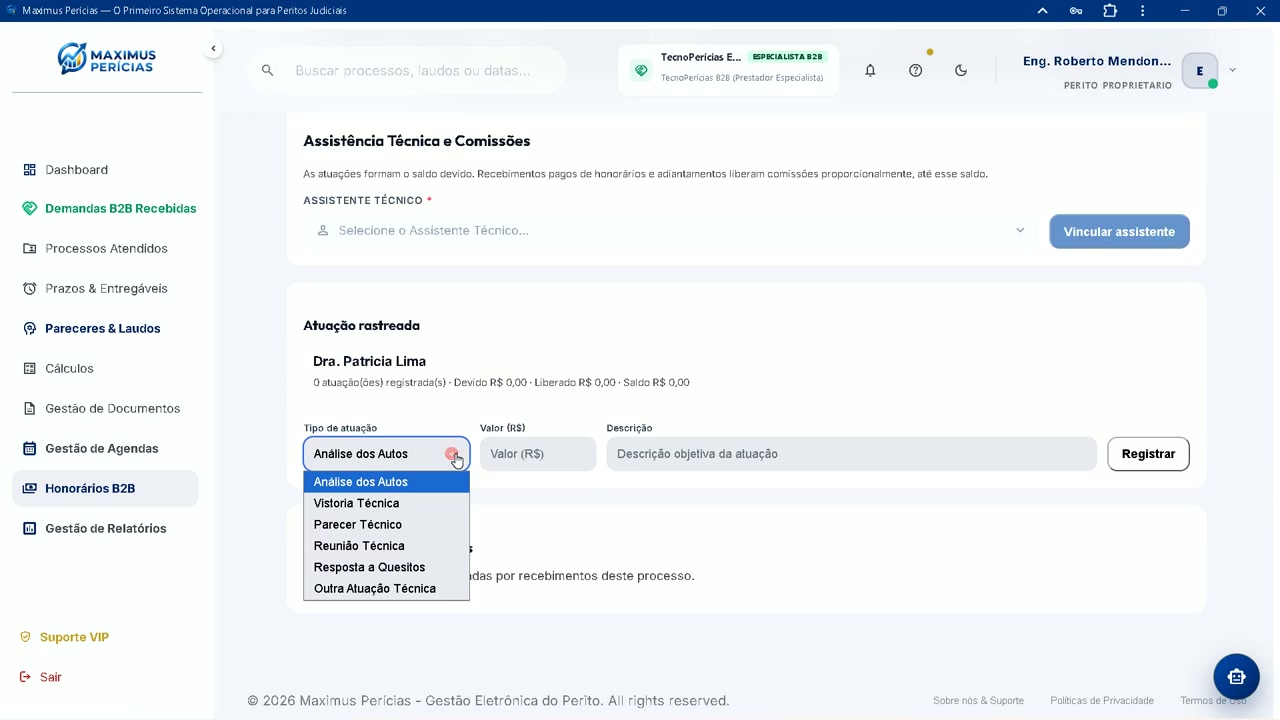 Maximus Perícias — O Primeiro Sistema Operacional para Peritos Judiciais
MAXIMUS
PERÍCIAS
Buscar processos, laudos ou datas...
TecnoPerícias E... ESPECIALISTA B2B
TecnoPerícias B2B (Prestador Especialista)
Eng. Roberto Mendon...
PERITO PROPRIETARIO
E
Dashboard
Demandas B2B Recebidas
Processos Atendidos
Prazos & Entregáveis
Pareceres & Laudos
Cálculos
Gestão de Documentos
Gestão de Agendas
Honorários B2B
Gestão de Relatórios
Suporte VIP
Sair
Assistência Técnica e Comissões
As atuações formam o saldo devido. Recebimentos pagos de honorários e adiantamentos liberam comissões proporcionalmente, até esse saldo.
ASSISTENTE TÉCNICO *
Selecione o Assistente Técnico...
Vincular assistente
Atuação rastreada
Dra. Patricia Lima
0 atuação(ões) registrada(s) · Devido R$ 0,00 · Liberado R$ 0,00 · Saldo R$ 0,00
Tipo de atuação Valor (R$) Descrição
Análise dos Autos Valor (R$) Descrição objetiva da atuação Registrar
Análise dos Autos
Vistoria Técnica
Parecer Técnico
Reunião Técnica
Resposta a Quesitos
Outra Atuação Técnica
por recebimentos deste processo.
© 2026 Maximus Perícias - Gestão Eletrônica do Perito. All rights reserved.
Sobre nós & Suporte Políticas de Privacidade Termos de Uso